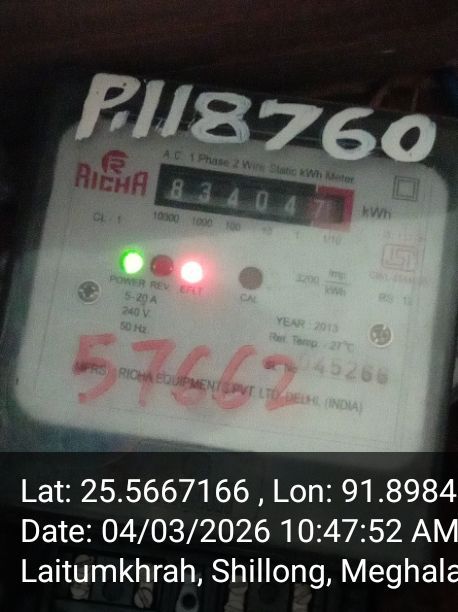 P.118760
A.C. 1 Phase 2 Wire Static kWh Meter
RICHA
8 3 4 0 4 7
kWh
CL - 1
10000 1000 100 10 1 1/10
POWER REV E/LT
CAL
3200 imp/kWh
5-20 A
240 V.
50 Hz.
YEARː 2013
Ref. Temp. : 27°C
045266
57662
MFRS : RICHA EQUIPMENTS PVT. LTD. DELHI, (INDIA)
Lat: 25.5667166 , Lon: 91.8984
Date: 04/03/2026 10:47:52 AM
Laitumkhrah, Shillong, Meghala